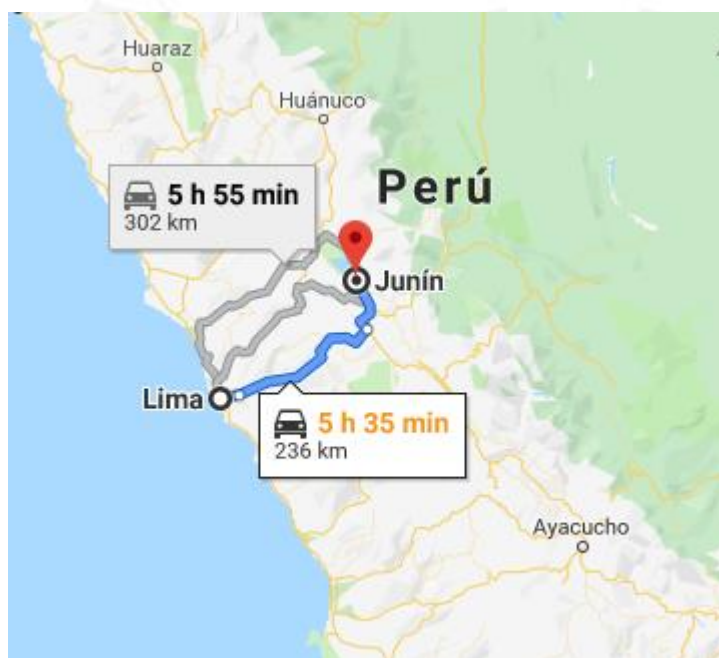 Huaraz
Huánuco
5 h 55 min
302 km
Perú
Junín
Lima
5 h 35 min
236 km
Ayacucho